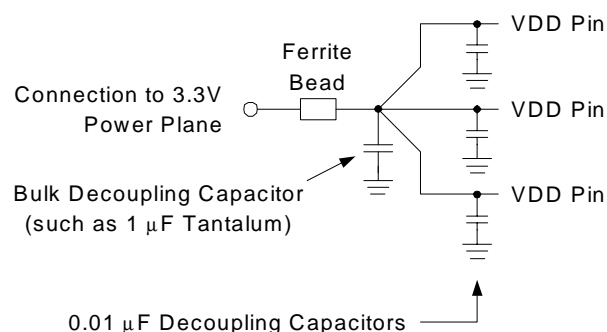 VDD Pin
Ferrite
Bead
Connection to 3.3V
Power Plane
VDD Pin
Bulk Decoupling Capacitor
(such as 1 μF Tantalum)
VDD Pin
0.01 μF Decoupling Capacitors